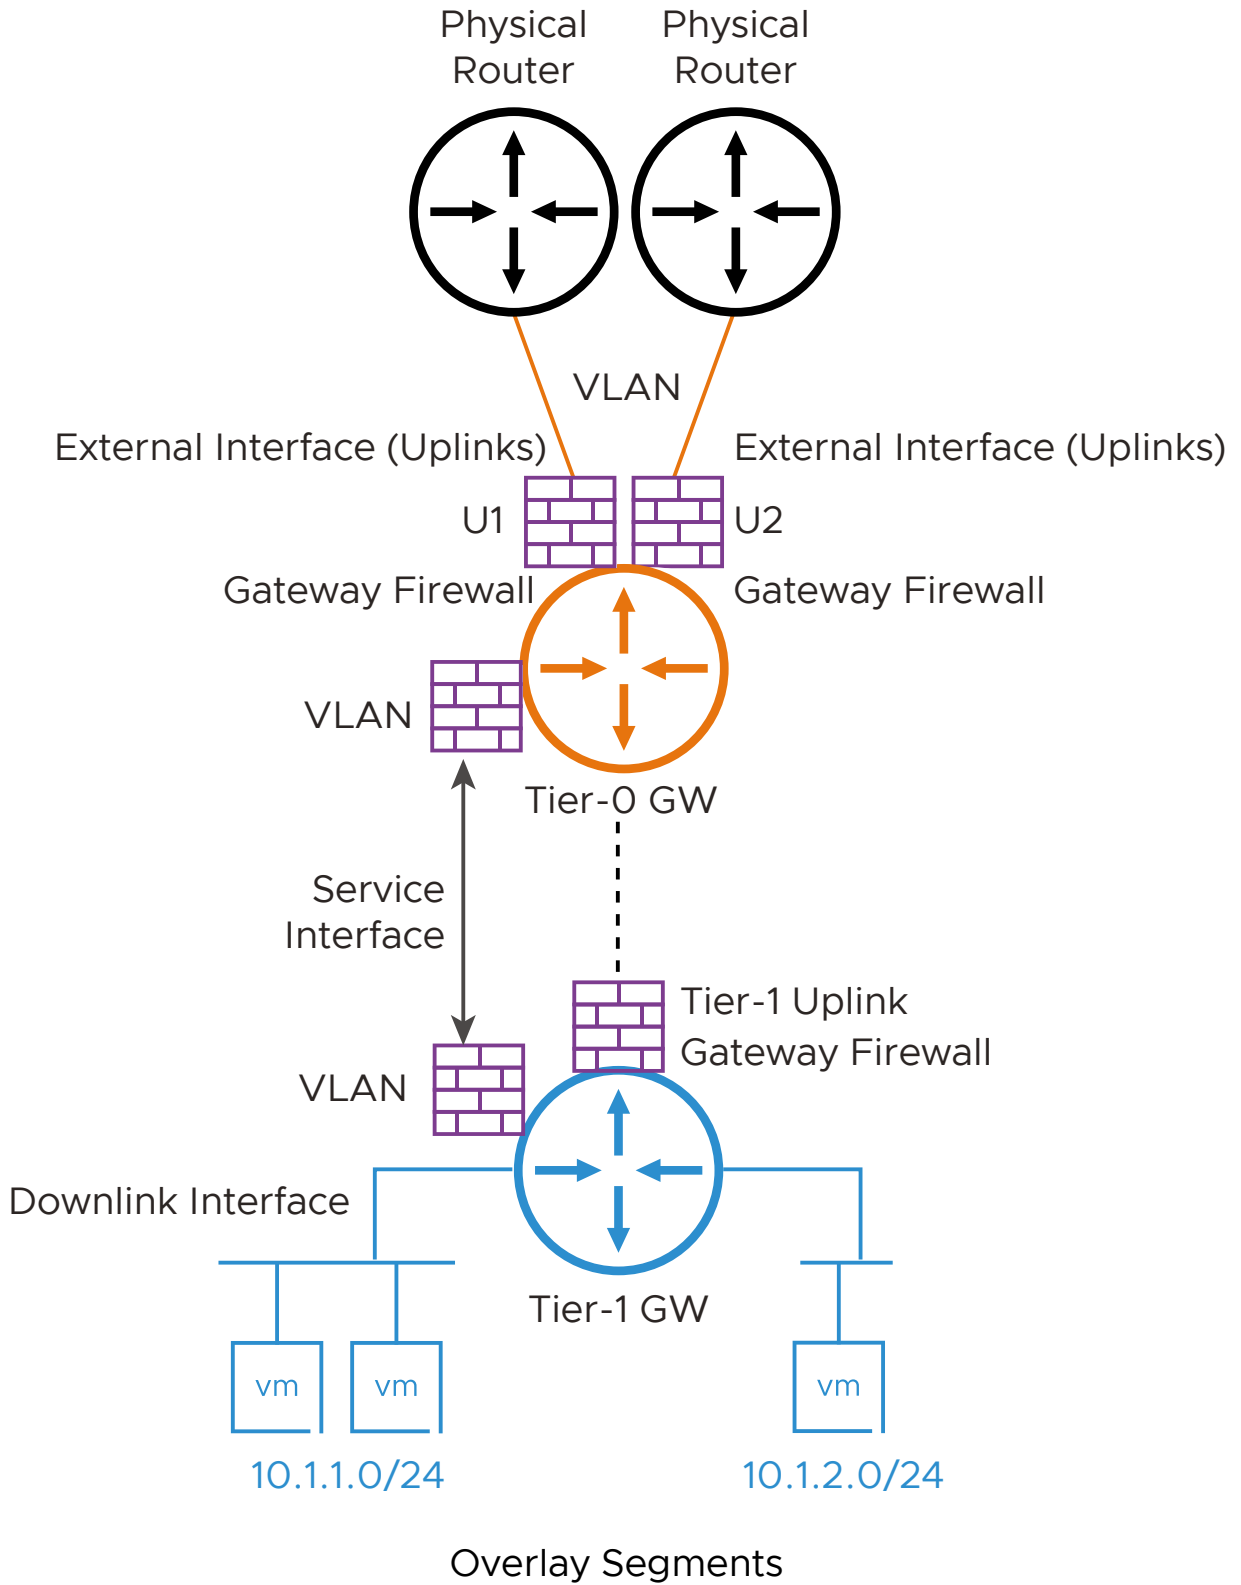 Physical
Router
Physical
Router
VLAN
External Interface (Uplinks)
External Interface (Uplinks)
U1
U2
Gateway Firewall
Gateway Firewall
VLAN
Tier-0 GW
Service
Interface
Tier-1 Uplink
Gateway Firewall
VLAN
Downlink Interface
Tier-1 GW
vm
vm
vm
10.1.1.0/24
10.1.2.0/24
Overlay Segments